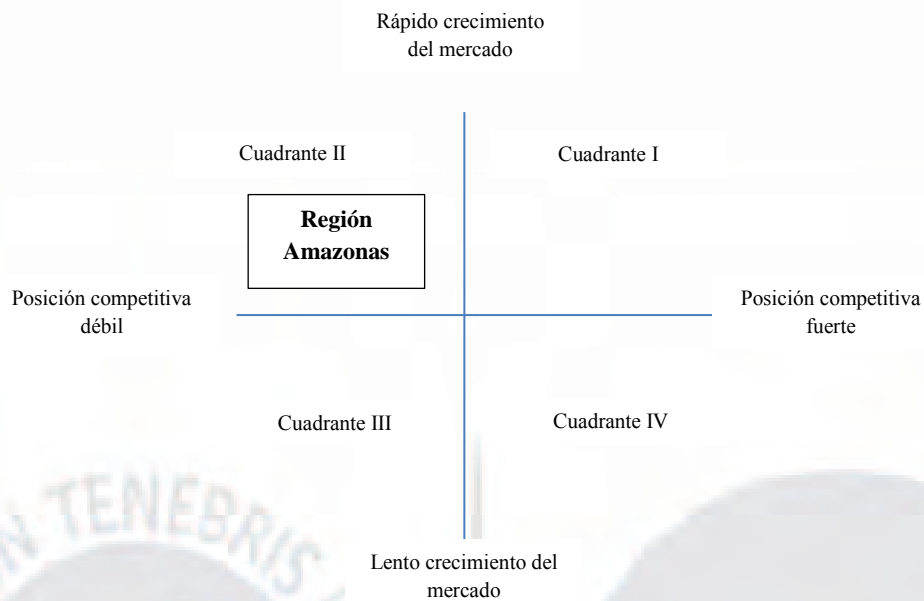 Rápido crecimiento
del mercado
Cuadrante II
Cuadrante I
Región
Amazonas
Posición competitiva
débil
Posición competitiva
fuerte
Cuadrante III
Cuadrante IV
TENEBRIS
Lento crecimiento del
mercado